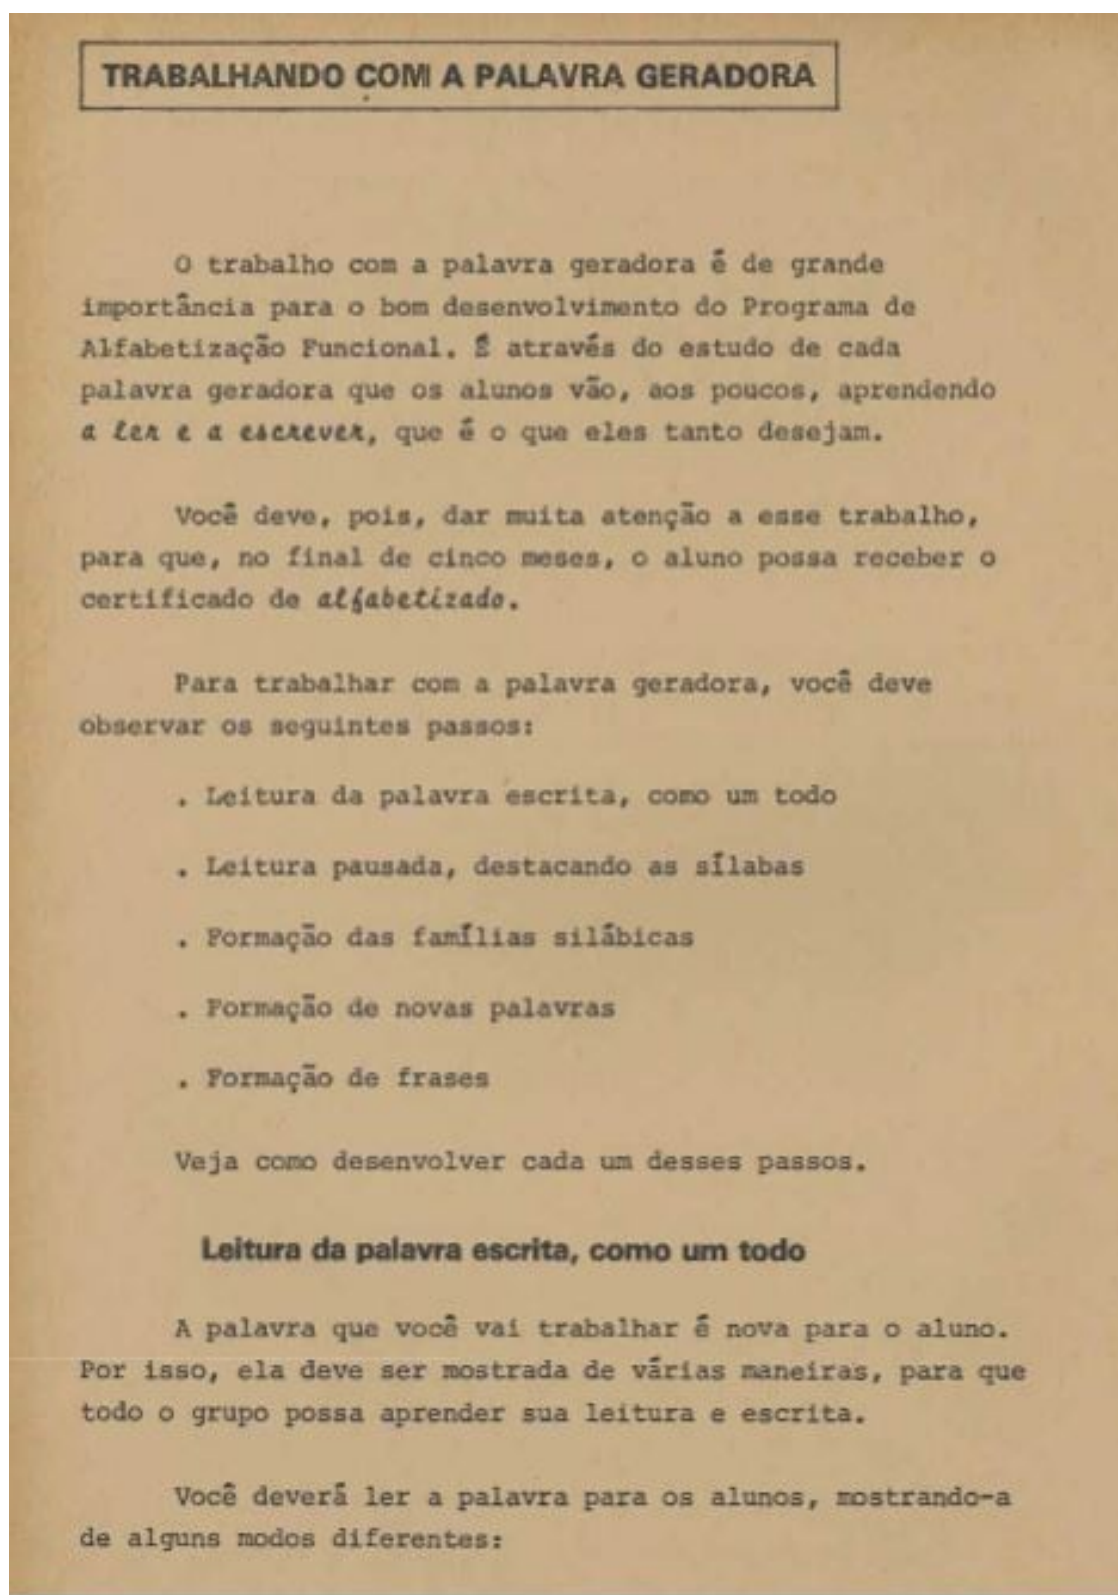 TRABALHANDO COM A PALAVRA GERADORA
O trabalho com a palavra geradora é de grande
importância para o bom desenvolvimento do Programa de
Alfabetização Funcional. É através do estudo de cada
palavra geradora que os alunos vão, aos poucos, aprendendo
a ler e a escrever, que é o que eles tanto desejam.
Você deve, pois, dar muita atenção a esse trabalho,
para que, no final de cinco meses, o aluno possa receber o
certificado de alfabetizado.
Para trabalhar com a palavra geradora, você deve
observar os seguintes passos:
. Leitura da palavra escrita, como um todo
. Leitura pausada, destacando as sílabas
. Formação das famílias silábicas
. Formação de novas palavras
. Formação de frases
Veja como desenvolver cada um desses passos.
Leitura da palavra escrita, como um todo
A palavra que você vai trabalhar é nova para o aluno.
Por isso, ela deve ser mostrada de várias maneiras, para que
todo o grupo possa aprender sua leitura e escrita.
Você deverá ler a palavra para os alunos, mostrando-a
de alguns modos diferentes: